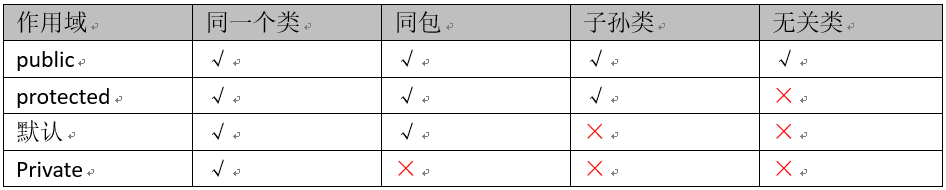 作用域 同一个类 同包 子孙类 无关类
public √ √ √ √
protected √ √ √ ×
默认 √ √ × ×
Private √ × × ×